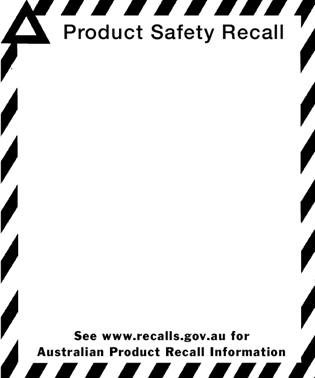 Product Safety Recall
See www.recalls.gov.au for
Australian Product Recall Information